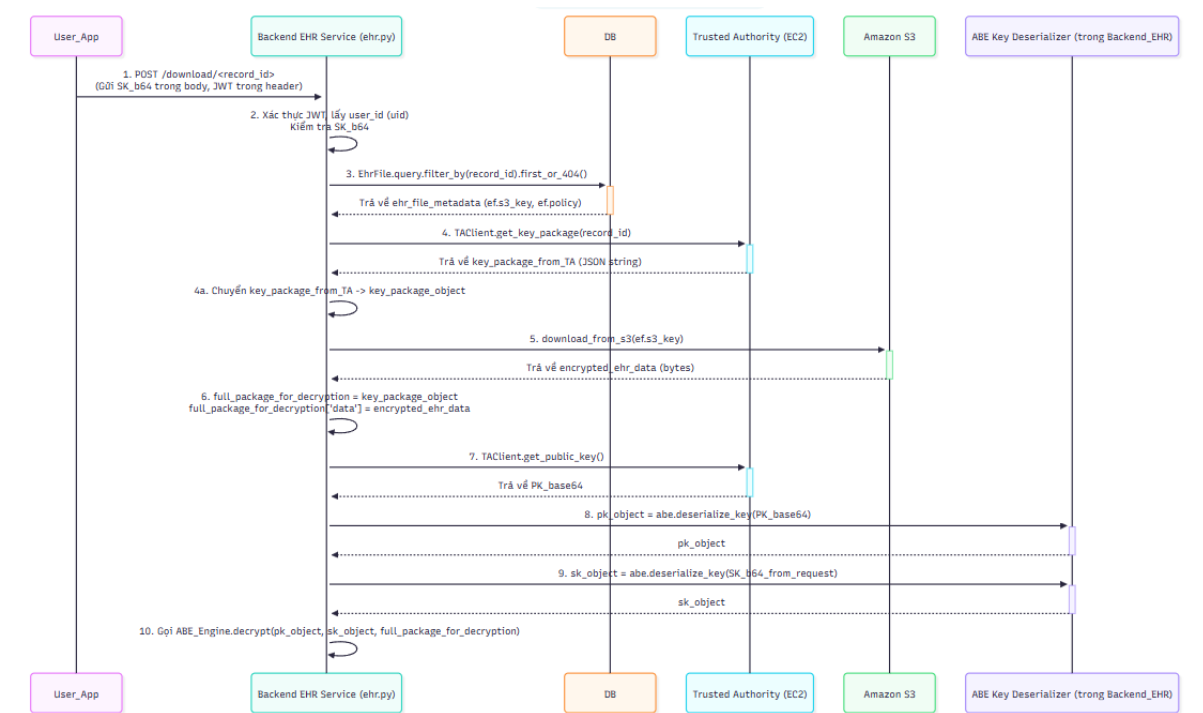 User_App
Backend EHR Service (ehr.py)
DB
Trusted Authority (EC2)
Amazon S3
ABE Key Deserializer (trong Backend_EHR)
1. POST /download/<record_id>
(Gửi SK_b64 trong body, JWT trong header)
2. Xác thực JWT, lấy user_id (uid)
Kiểm tra SK_b64
3. EhrFile.query.filter_by(record_id).first_or_404()
Trả về ehr_file_metadata (ef.s3_key, ef.policy)
4. TAClient.get_key_package(record_id)
Trả về key_package_from_TA (JSON string)
4a. Chuyển key_package_from_TA -> key_package_object
5. download_from_s3(ef.s3_key)
Trả về encrypted_ehr_data (bytes)
6. full_package_for_decryption = key_package_object
full_package_for_decryption['data'] = encrypted_ehr_data
7. TAClient.get_public_key()
Trả về PK_base64
8. pk_object = abe.deserialize_key(PK_base64)
pk_object
9. sk_object = abe.deserialize_key(SK_b64_from_request)
sk_object
10. Gọi ABE_Engine.decrypt(pk_object, sk_object, full_package_for_decryption)
User_App
Backend EHR Service (ehr.py)
DB
Trusted Authority (EC2)
Amazon S3
ABE Key Deserializer (trong Backend_EHR)